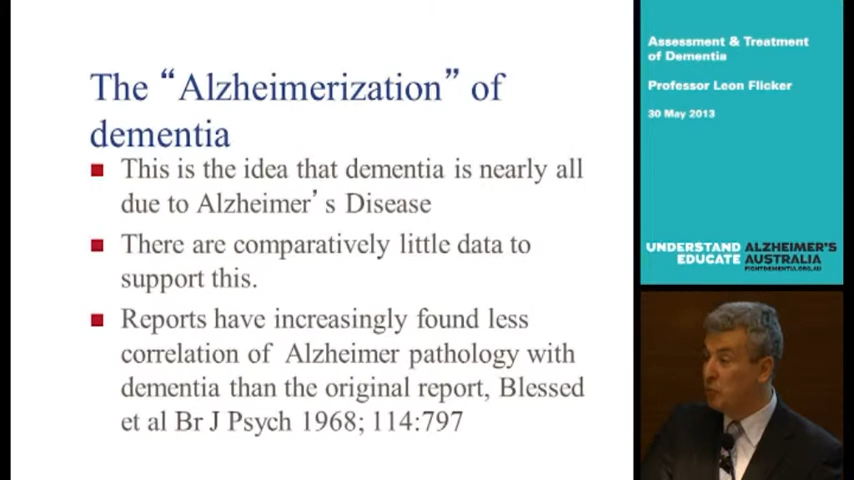 The “Alzheimerization” of
dementia
This is the idea that dementia is nearly all
due to Alzheimer’s Disease
There are comparatively little data to
support this.
Reports have increasingly found less
correlation of Alzheimer pathology with
dementia than the original report, Blessed
et al Br J Psych 1968; 114:797
Assessment & Treatment
of Dementia
Professor Leon Flicker
30 May 2013
UNDERSTAND ALZHEIMER'S
EDUCATE AUSTRALIA
FIGHTDEMENTIA.ORG.AU